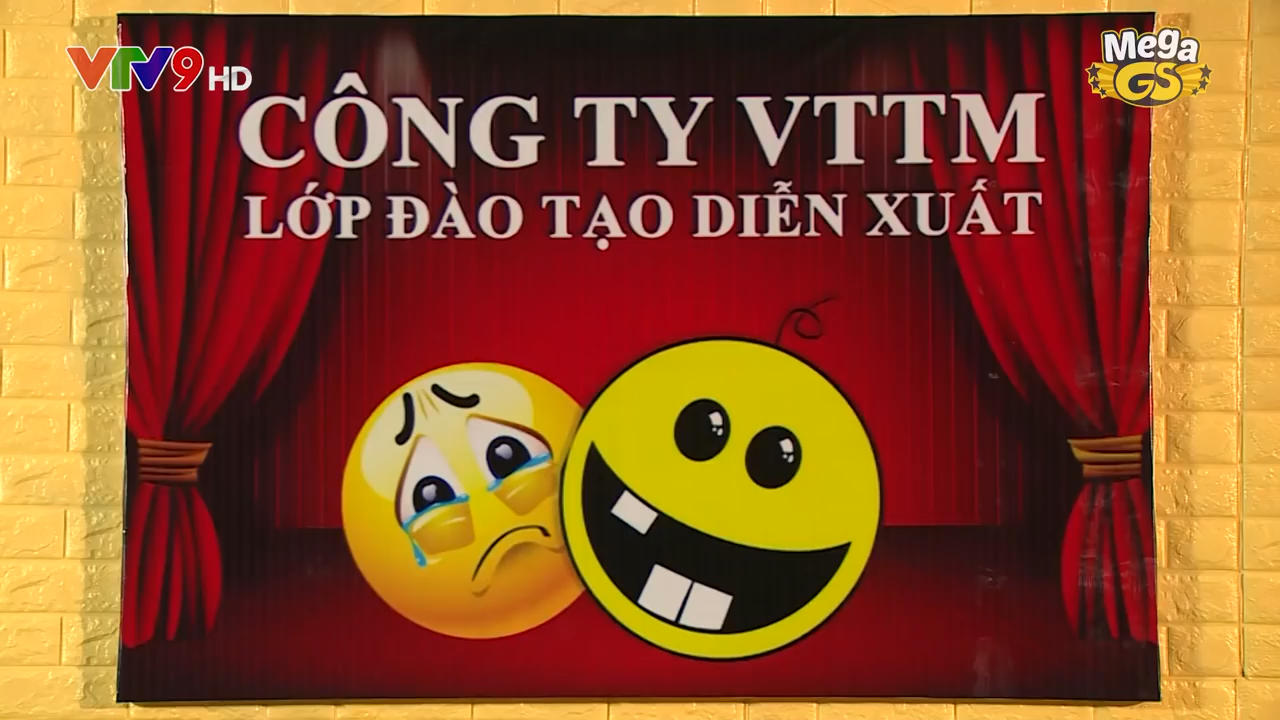 VTV9 HD
Mega
GS
CÔNG TY VTTM
LỚP ĐÀO TẠO DIỄN XUẤT